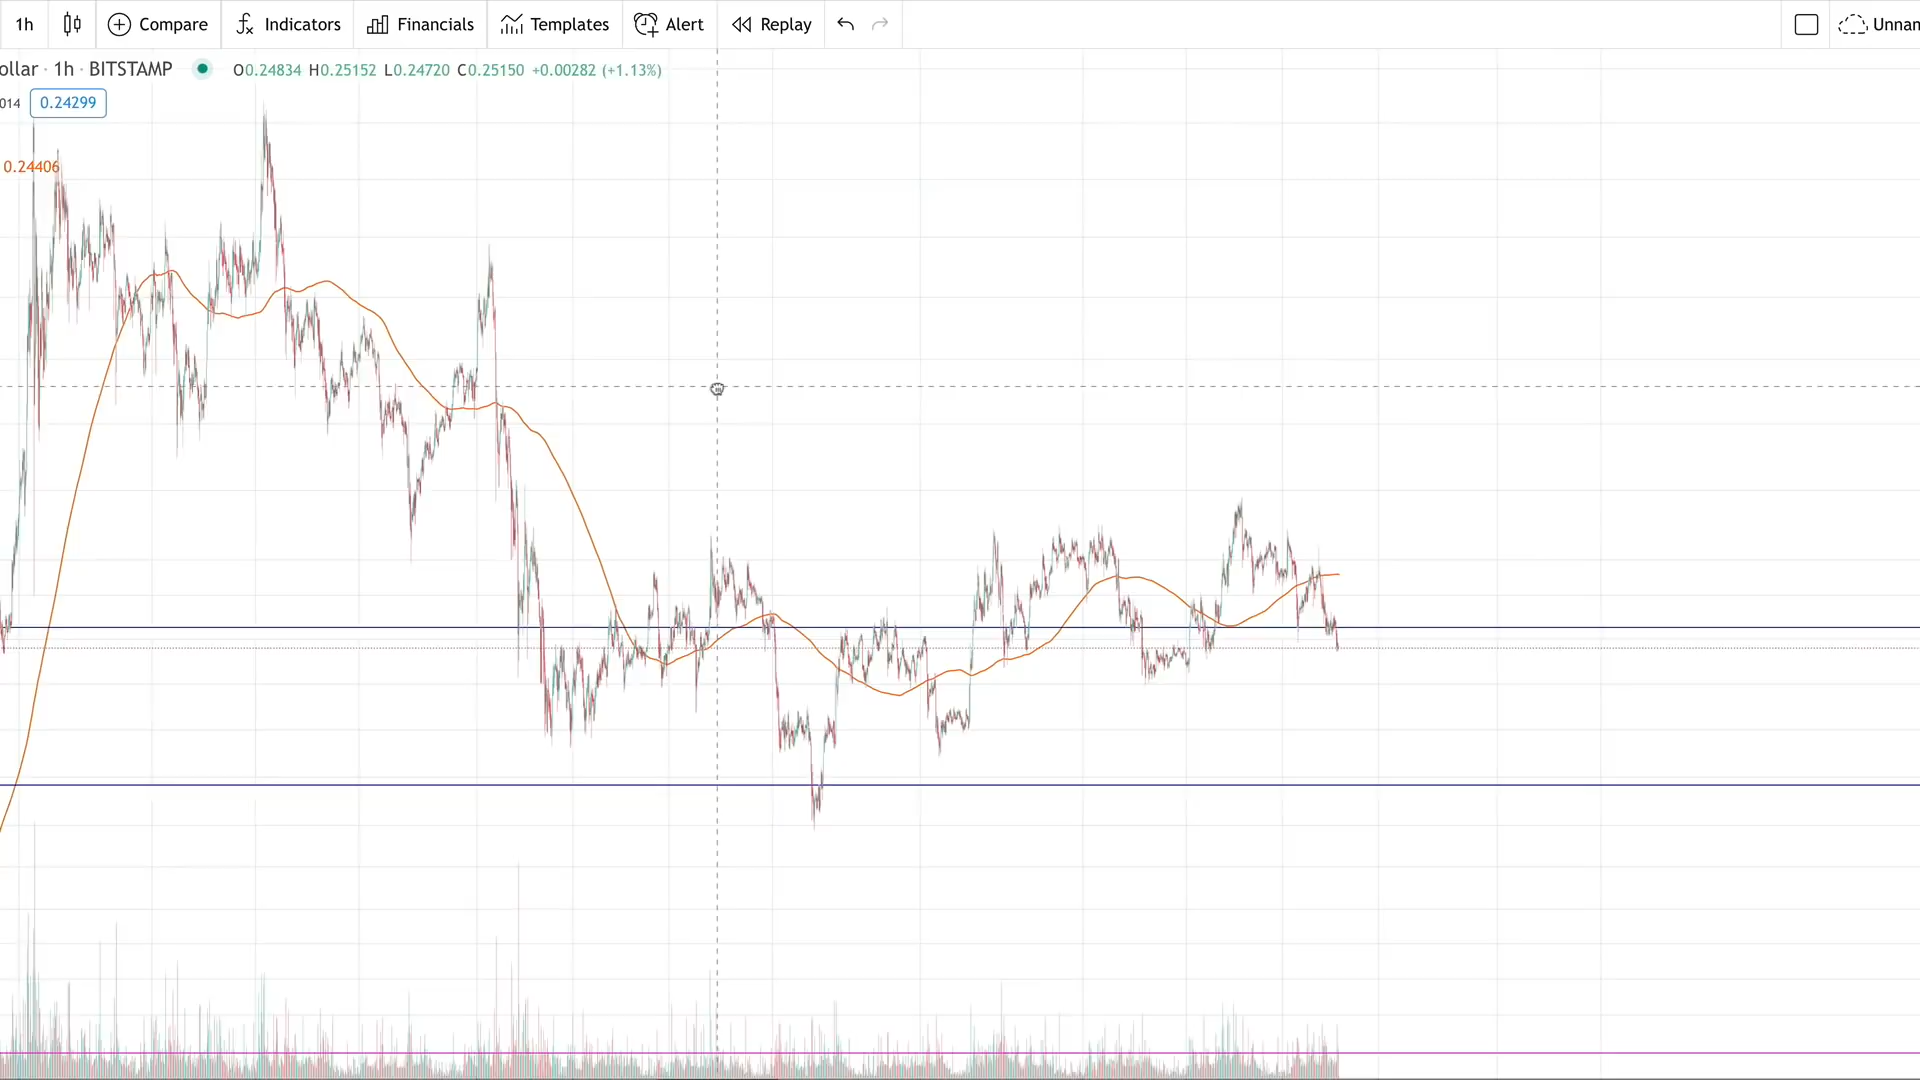 1h Compare Indicators Financials Templates Alert Replay Unnan
ollar · 1h · BITSTAMP O0.24834 H0.25152 L0.24720 C0.25150 +0.00282 (+1.13%)
014 0.24299
0.24406